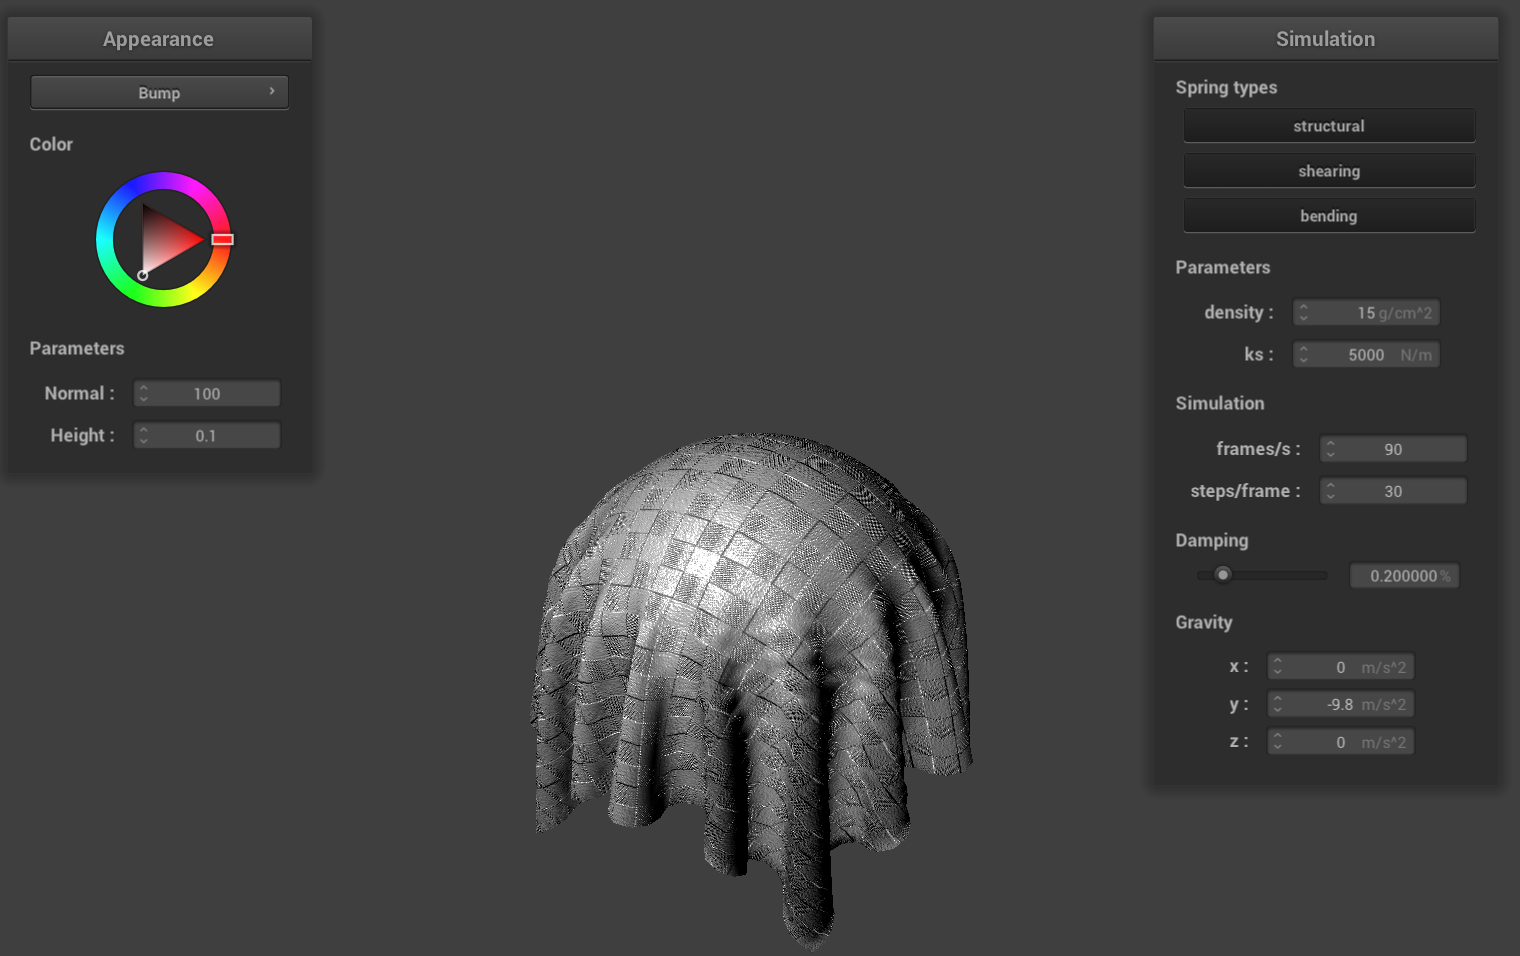 Appearance
Bump ›
Color
Parameters
Normal : 100
Height : 0.1
Simulation
Spring types
structural
shearing
bending
Parameters
density : 15 g/cm^2
ks : 5000 N/m
Simulation
frames/s : 90
steps/frame : 30
Damping
0.200000 %
Gravity
x : 0 m/s^2
y : -9.8 m/s^2
z : 0 m/s^2